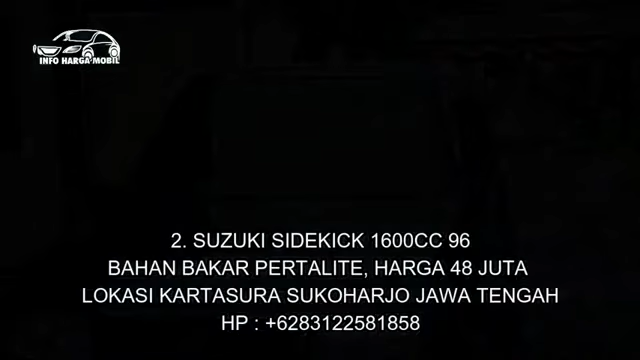 INFO HARGA MOBIL
2. SUZUKI SIDEKICK 1600CC 96
BAHAN BAKAR PERTALITE, HARGA 48 JUTA
LOKASI KARTASURA SUKOHARJO JAWA TENGAH
HP : +6283122581858